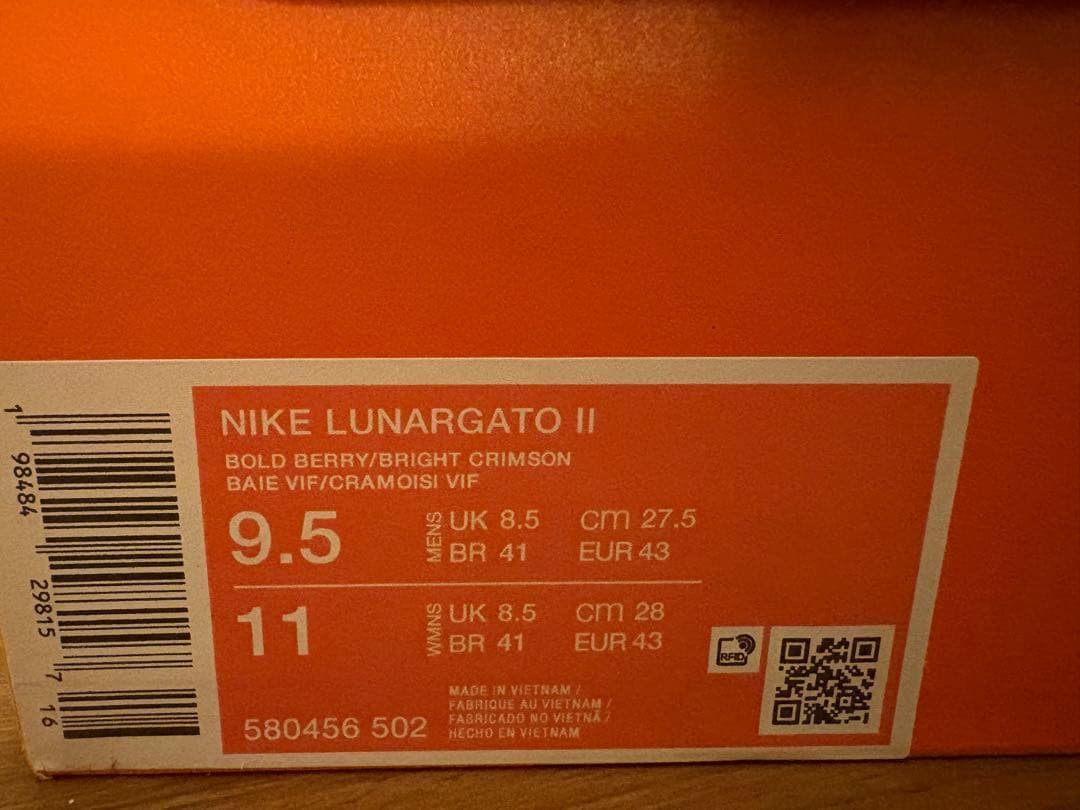 NIKE LUNARGATO II
BOLD BERRY/BRIGHT CRIMSON
BAIE VIF/CRAMOISI VIF
9.5 MENS UK 8.5 cm 27.5
BR 41 EUR 43
11 WMNS UK 8.5 cm 28
BR 41 EUR 43
RFID
580456 502
MADE IN VIETNAM /
FABRIQUE AU VIETNAM /
FABRICADO NO VIETNÃ /
HECHO EN VIETNAM
1 98484 29815 7 16